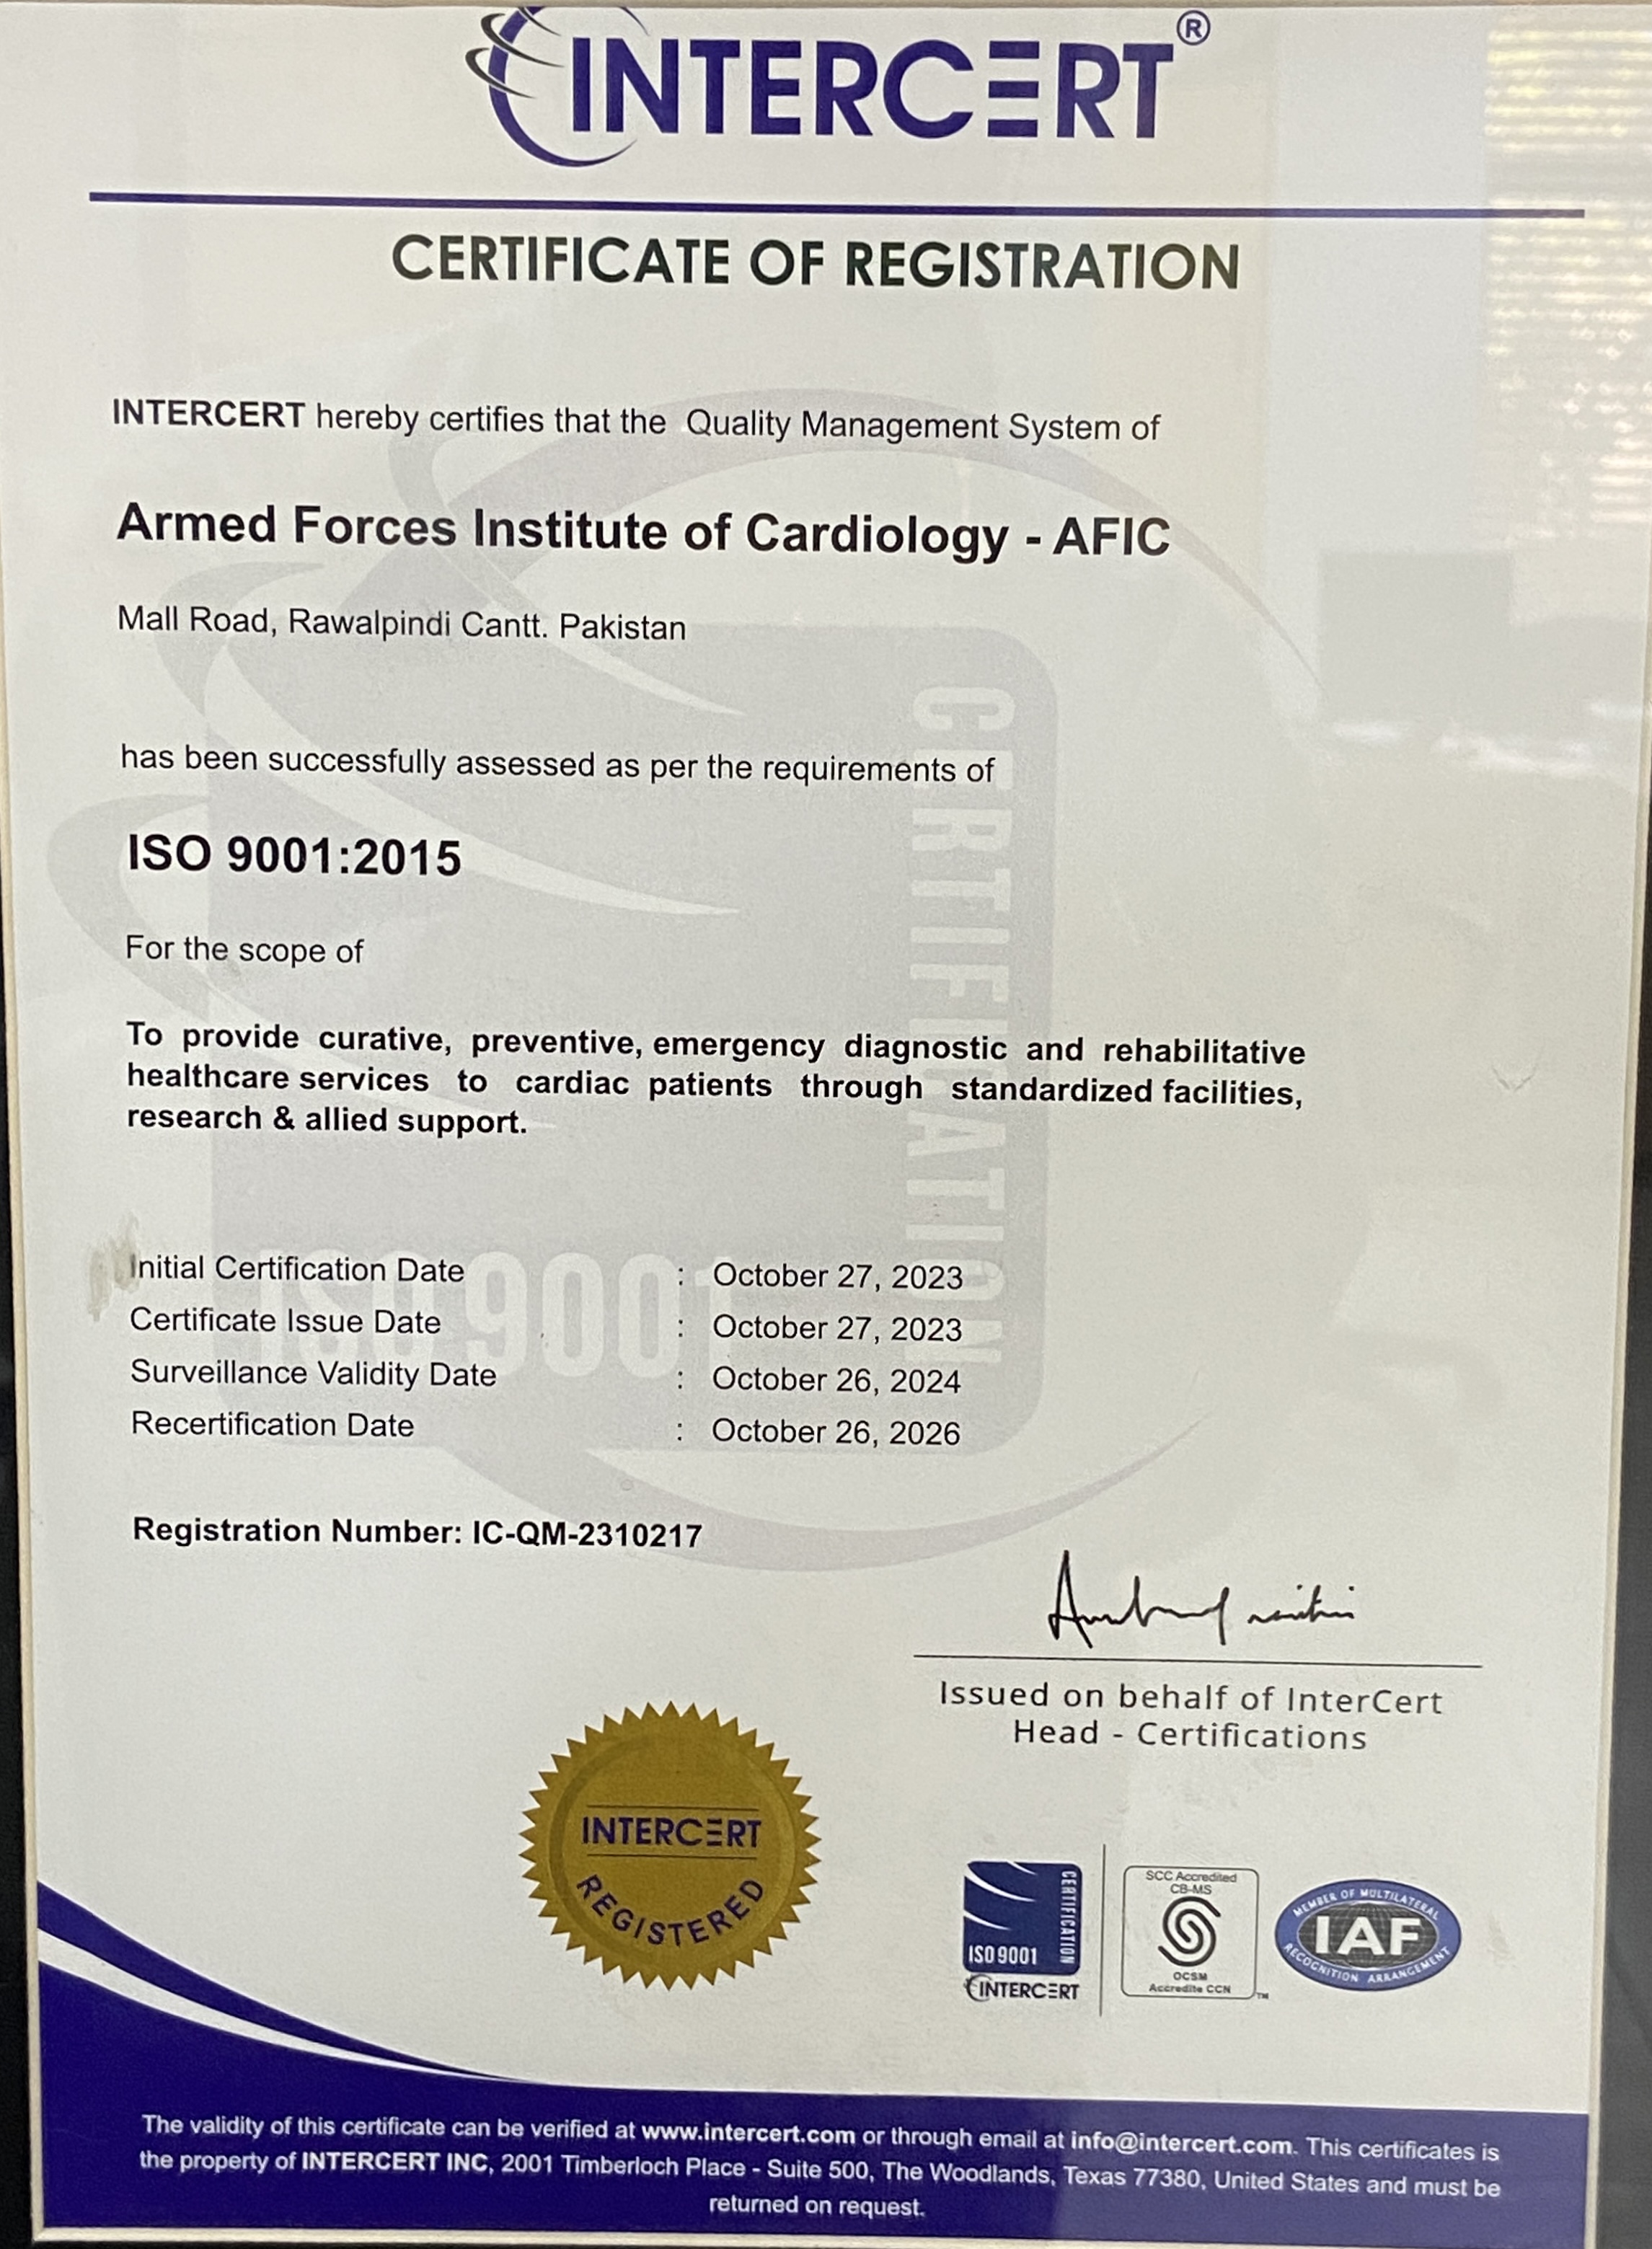 INTERCERT®
CERTIFICATE OF REGISTRATION
INTERCERT hereby certifies that the Quality Management System of
Armed Forces Institute of Cardiology - AFIC
Mall Road, Rawalpindi Cantt. Pakistan
has been successfully assessed as per the requirements of
ISO 9001:2015
For the scope of
To provide curative, preventive, emergency diagnostic and rehabilitative
healthcare services to cardiac patients through standardized facilities,
research & allied support.
Initial Certification Date : October 27, 2023
Certificate Issue Date : October 27, 2023
Surveillance Validity Date : October 26, 2024
Recertification Date : October 26, 2026
CERTIFICATION
ISO 9001
Registration Number: IC-QM-2310217
Issued on behalf of InterCert
Head - Certifications
INTERCERT
REGISTERED
ISO 9001
CERTIFICATION
INTERCERT
SCC Accredited
CB-MS
OCSM
Accredite CCN
TM
MEMBER OF MULTILATERAL
IAF
RECOGNITION ARRANGEMENT
The validity of this certificate can be verified at www.intercert.com or through email at info@intercert.com. This certificates is
the property of INTERCERT INC, 2001 Timberloch Place - Suite 500, The Woodlands, Texas 77380, United States and must be
returned on request.